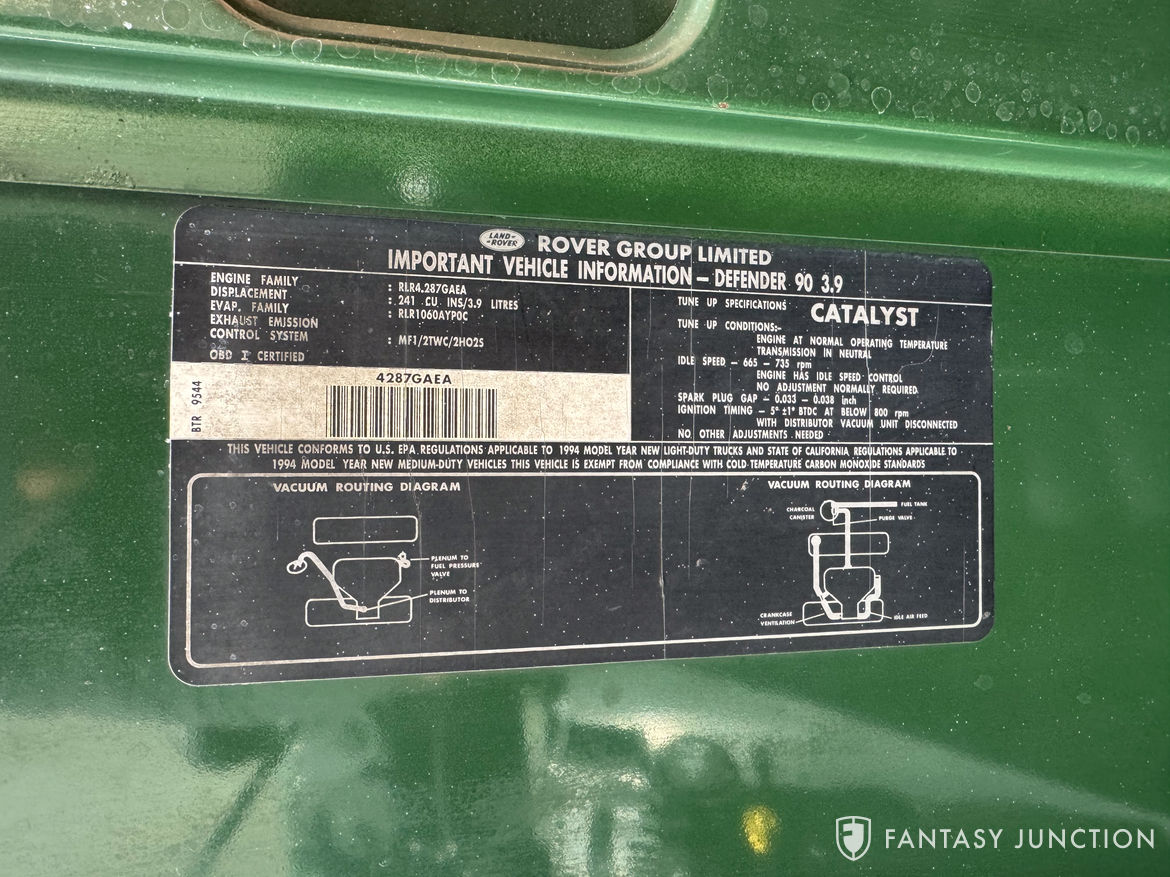 LAND-
ROVER
ROVER GROUP LIMITED
IMPORTANT VEHICLE INFORMATION – DEFENDER 90 3.9
ENGINE FAMILY : RLR4.287GAEA
DISPLACEMENT : 241 CU INS/3.9 LITRES
EVAP. FAMILY : RLR1060AYP0C
EXHAUST EMISSION
CONTROL SYSTEM : MF1/2TWC/2HO2S
OBD I CERTIFIED
BTR 9544
4287GAEA
TUNE UP SPECIFICATIONS CATALYST
TUNE UP CONDITIONS:-
ENGINE AT NORMAL OPERATING TEMPERATURE
TRANSMISSION IN NEUTRAL
IDLE SPEED – 665 – 735 rpm
ENGINE HAS IDLE SPEED CONTROL
NO ADJUSTMENT NORMALLY REQUIRED
SPARK PLUG GAP – 0.033 – 0.038 inch
IGNITION TIMING – 5° ±1° BTDC AT BELOW 800 rpm
WITH DISTRIBUTOR VACUUM UNIT DISCONNECTED
NO OTHER ADJUSTMENTS NEEDED
THIS VEHICLE CONFORMS TO U.S. EPA REGULATIONS APPLICABLE TO 1994 MODEL YEAR NEW LIGHT-DUTY TRUCKS AND STATE OF CALIFORNIA REGULATIONS APPLICABLE TO
1994 MODEL YEAR NEW MEDIUM-DUTY VEHICLES THIS VEHICLE IS EXEMPT FROM COMPLIANCE WITH COLD TEMPERATURE CARBON MONOXIDE STANDARDS
VACUUM ROUTING DIAGRAM
PLENUM TO
FUEL PRESSURE
VALVE
PLENUM TO
DISTRIBUTOR
VACUUM ROUTING DIAGRAM
CHARCOAL
CANISTER
FUEL TANK
PURGE VALVE
CRANKCASE
VENTILATION
IDLE AIR FEED
FANTASY JUNCTION